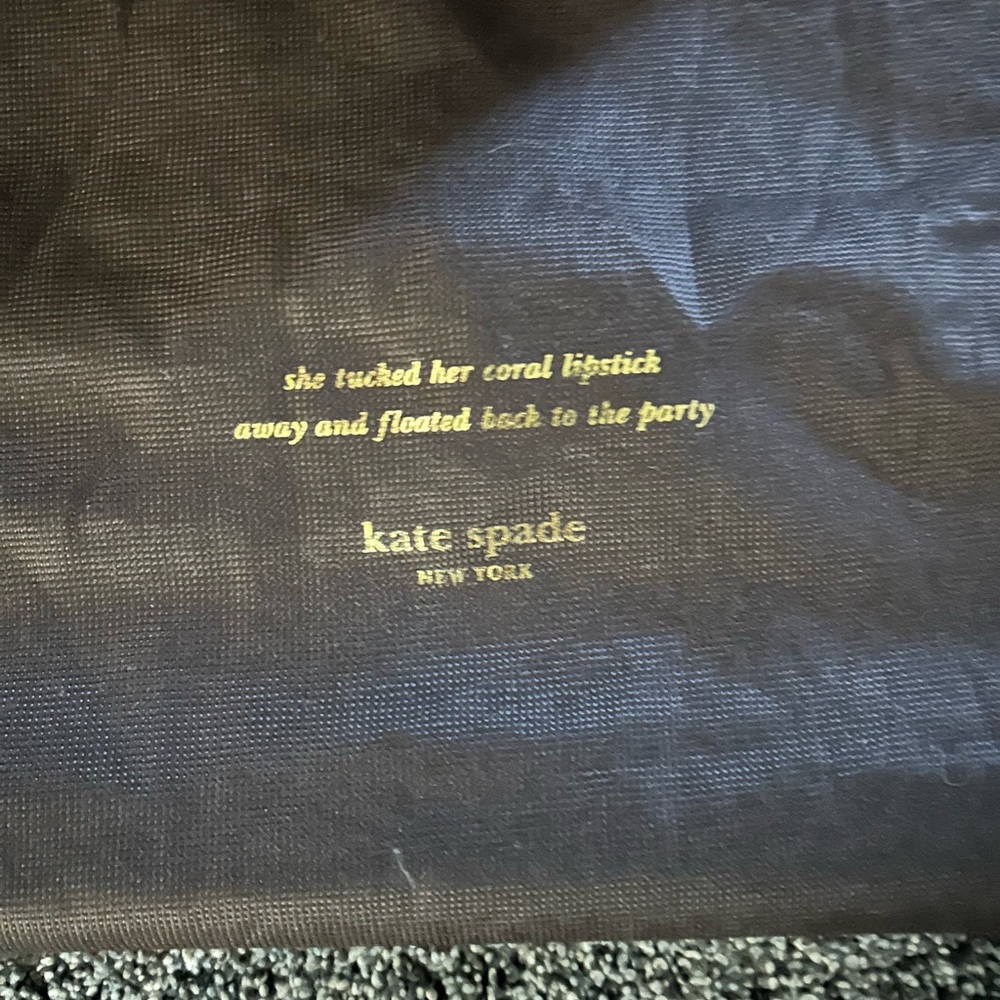 she tucked her coral lipstick
away and floated back to the party
kate spade
NEW YORK